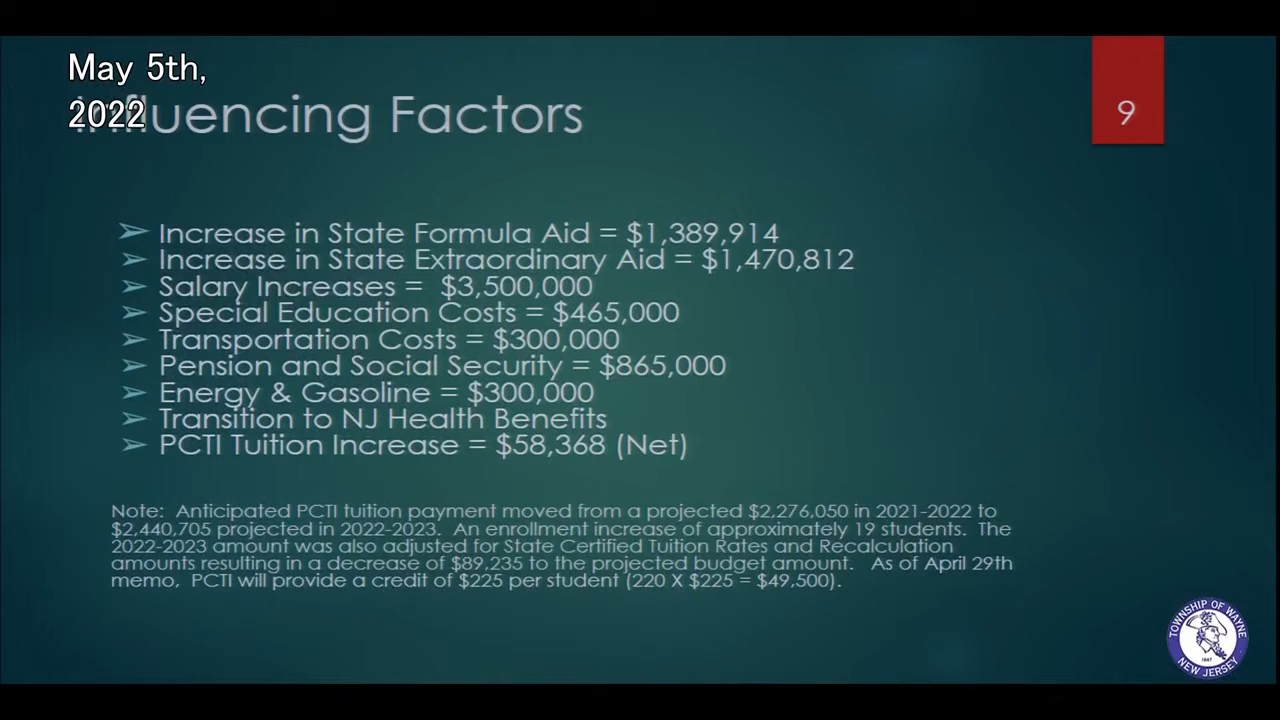 May 5th,
2022
Influencing Factors
9
➢ Increase in State Formula Aid = $1,389,914
➢ Increase in State Extraordinary Aid = $1,470,812
➢ Salary Increases = $3,500,000
➢ Special Education Costs = $465,000
➢ Transportation Costs = $300,000
➢ Pension and Social Security = $865,000
➢ Energy & Gasoline = $300,000
➢ Transition to NJ Health Benefits
➢ PCTI Tuition Increase = $58,368 (Net)
Note: Anticipated PCTI tuition payment moved from a projected $2,276,050 in 2021-2022 to
$2,440,705 projected in 2022-2023. An enrollment increase of approximately 19 students. The
2022-2023 amount was also adjusted for State Certified Tuition Rates and Recalculation
amounts resulting in a decrease of $89,235 to the projected budget amount. As of April 29th
memo, PCTI will provide a credit of $225 per student (220 X $225 = $49,500).
TOWNSHIP OF WAYNE
1847
NEW JERSEY